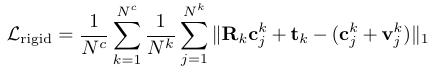 $\mathcal{L}_{\text{rigid}} = \frac{1}{N^c} \sum_{k=1}^{N^c} \frac{1}{N^k} \sum_{j=1}^{N^k} \| \mathbf{R}_k \mathbf{c}_j^k + \mathbf{t}_k - (\mathbf{c}_j^k + \mathbf{v}_j^k) \|_1$